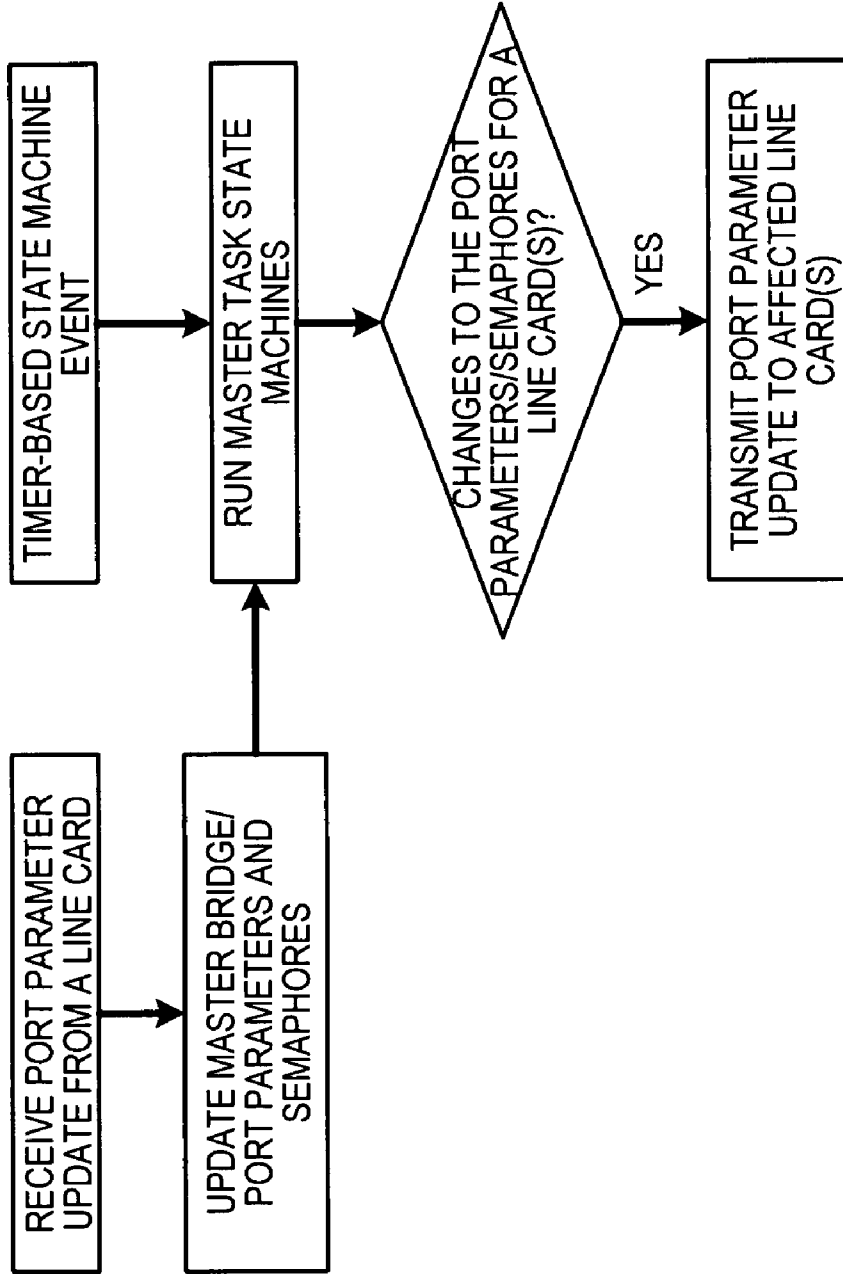 RECEIVE PORT PARAMETER
UPDATE FROM A LINE CARD
UPDATE MASTER BRIDGE/
PORT PARAMETERS AND
SEMAPHORES
TIMER-BASED STATE MACHINE
EVENT
RUN MASTER TASK STATE
MACHINES
CHANGES TO THE PORT
PARAMETERS/SEMAPHORES FOR A
LINE CARD(S)?
YES
TRANSMIT PORT PARAMETER
UPDATE TO AFFECTED LINE
CARD(S)